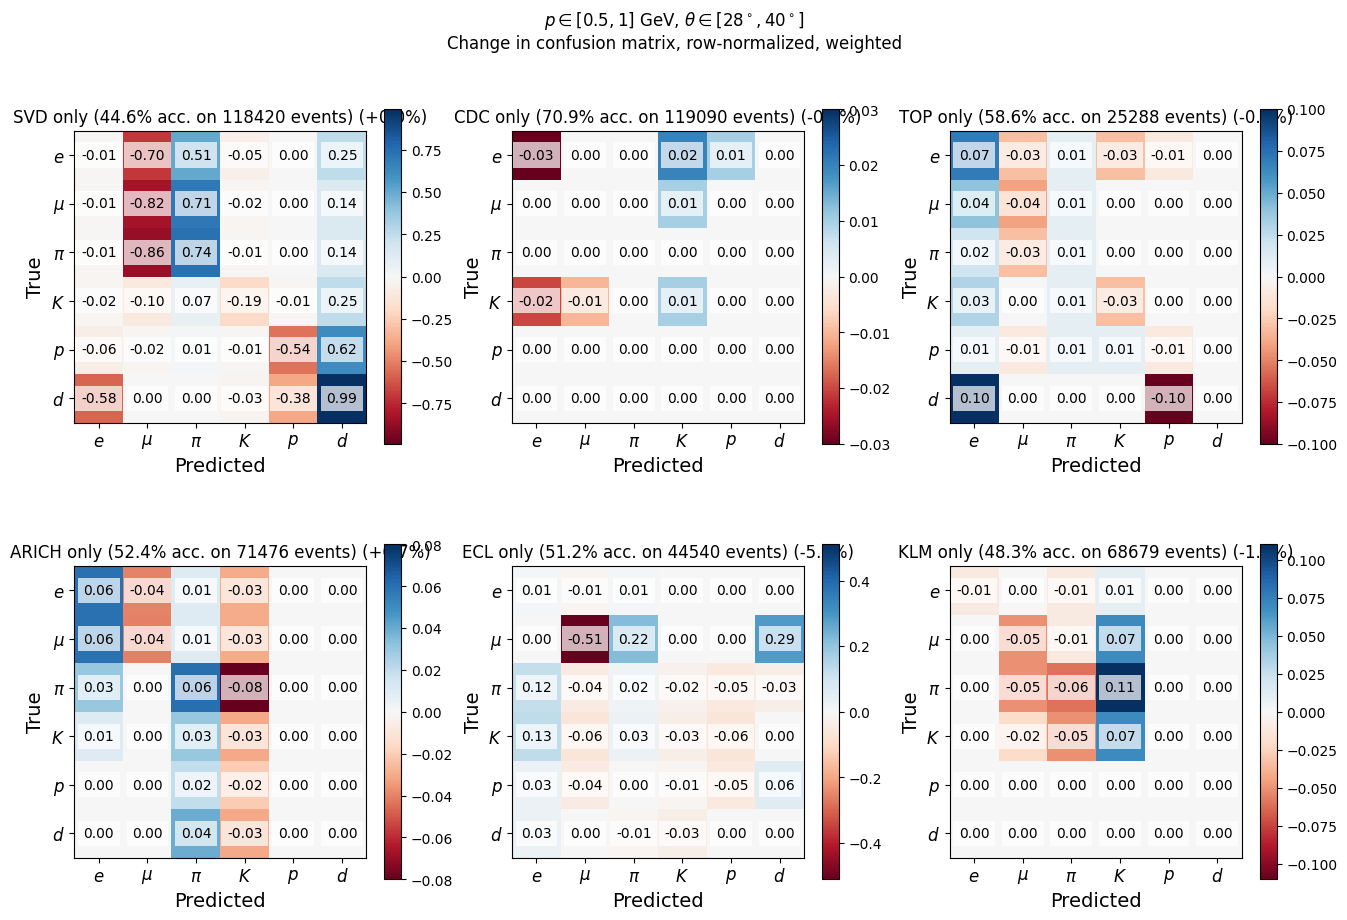 p ∈ [0.5, 1] GeV, θ ∈ [28°, 40°]
Change in confusion matrix, row-normalized, weighted
SVD only (44.6% acc. on 118420 events)
e -0.01 -0.70 0.51 -0.05 0.00 0.25
μ -0.01 -0.82 0.71 -0.02 0.00 0.14
π -0.01 -0.86 0.74 -0.01 0.00 0.14
K -0.02 -0.10 0.07 -0.19 -0.01 0.25
p -0.06 -0.02 0.01 -0.01 -0.54 0.62
d -0.58 0.00 0.00 -0.03 -0.38 0.99
e μ π K p d
Predicted
True
0.75
0.50
0.25
0.00
−0.25
−0.50
−0.75
CDC only (70.9% acc. on 119090 events)
e -0.03 0.00 0.00 0.02 0.01 0.00
μ 0.00 0.00 0.00 0.01 0.00 0.00
π 0.00 0.00 0.00 0.00 0.00 0.00
K -0.02 -0.01 0.00 0.01 0.00 0.00
p 0.00 0.00 0.00 0.00 0.00 0.00
d 0.00 0.00 0.00 0.00 0.00 0.00
e μ π K p d
Predicted
True
0.03
0.02
0.01
0.00
−0.01
−0.02
−0.03
TOP only (58.6% acc. on 25288 events)
e 0.07 -0.03 0.01 -0.03 -0.01 0.00
μ 0.04 -0.04 0.01 0.00 0.00 0.00
π 0.02 -0.03 0.01 0.00 0.00 0.00
K 0.03 0.00 0.01 -0.03 0.00 0.00
p 0.01 -0.01 0.01 0.01 -0.01 0.00
d 0.10 0.00 0.00 0.00 -0.10 0.00
e μ π K p d
Predicted
True
0.100
0.075
0.050
0.025
0.000
−0.025
−0.050
−0.075
−0.100
ARICH only (52.4% acc. on 71476 events)
e 0.06 -0.04 0.01 -0.03 0.00 0.00
μ 0.06 -0.04 0.01 -0.03 0.00 0.00
π 0.03 0.00 0.06 -0.08 0.00 0.00
K 0.01 0.00 0.03 -0.03 0.00 0.00
p 0.00 0.00 0.02 -0.02 0.00 0.00
d 0.00 0.00 0.04 -0.03 0.00 0.00
e μ π K p d
Predicted
True
0.08
0.06
0.04
0.02
0.00
−0.02
−0.04
−0.06
−0.08
ECL only (51.2% acc. on 44540 events)
e 0.01 -0.01 0.01 0.00 0.00 0.00
μ 0.00 -0.51 0.22 0.00 0.00 0.29
π 0.12 -0.04 0.02 -0.02 -0.05 -0.03
K 0.13 -0.06 0.03 -0.03 -0.06 0.00
p 0.03 -0.04 0.00 -0.01 -0.05 0.06
d 0.03 0.00 -0.01 -0.03 0.00 0.00
e μ π K p d
Predicted
True
0.4
0.2
0.0
−0.2
−0.4
KLM only (48.3% acc. on 68679 events)
e -0.01 0.00 -0.01 0.01 0.00 0.00
μ 0.00 -0.05 -0.01 0.07 0.00 0.00
π 0.00 -0.05 -0.06 0.11 0.00 0.00
K 0.00 -0.02 -0.05 0.07 0.00 0.00
p 0.00 0.00 0.00 0.00 0.00 0.00
d 0.00 0.00 0.00 0.00 0.00 0.00
e μ π K p d
Predicted
True
0.100
0.075
0.050
0.025
0.000
−0.025
−0.050
−0.075
−0.100